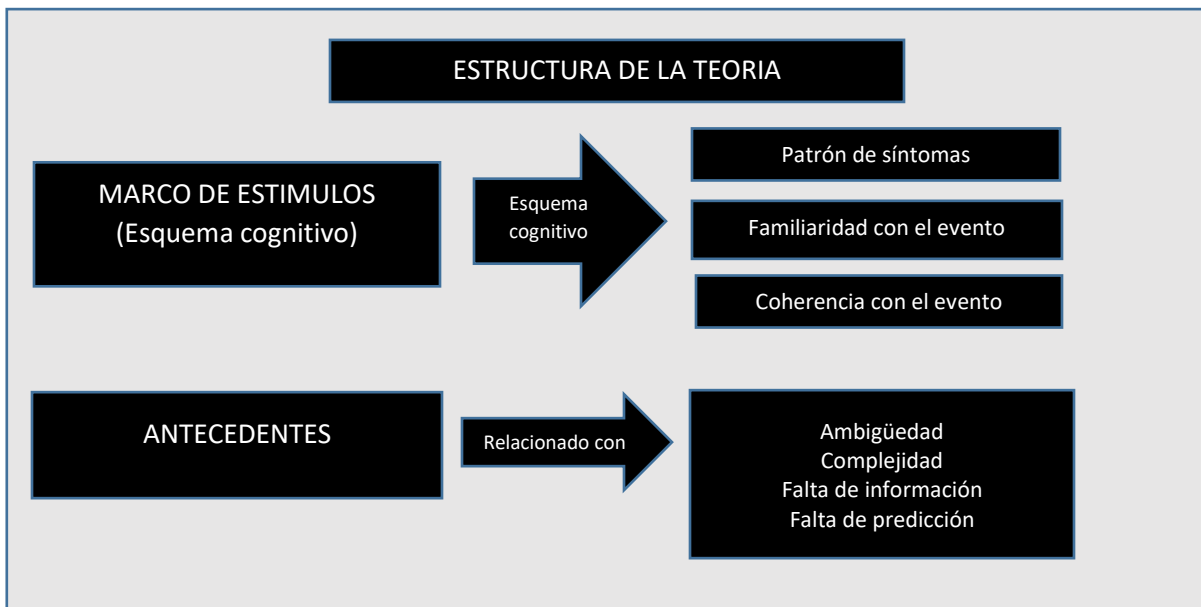 ESTRUCTURA DE LA TEORIA
MARCO DE ESTIMULOS
(Esquema cognitivo)
Esquema
cognitivo
Patrón de síntomas
Familiaridad con el evento
Coherencia con el evento
ANTECEDENTES
Relacionado con
Ambigüedad
Complejidad
Falta de información
Falta de predicción